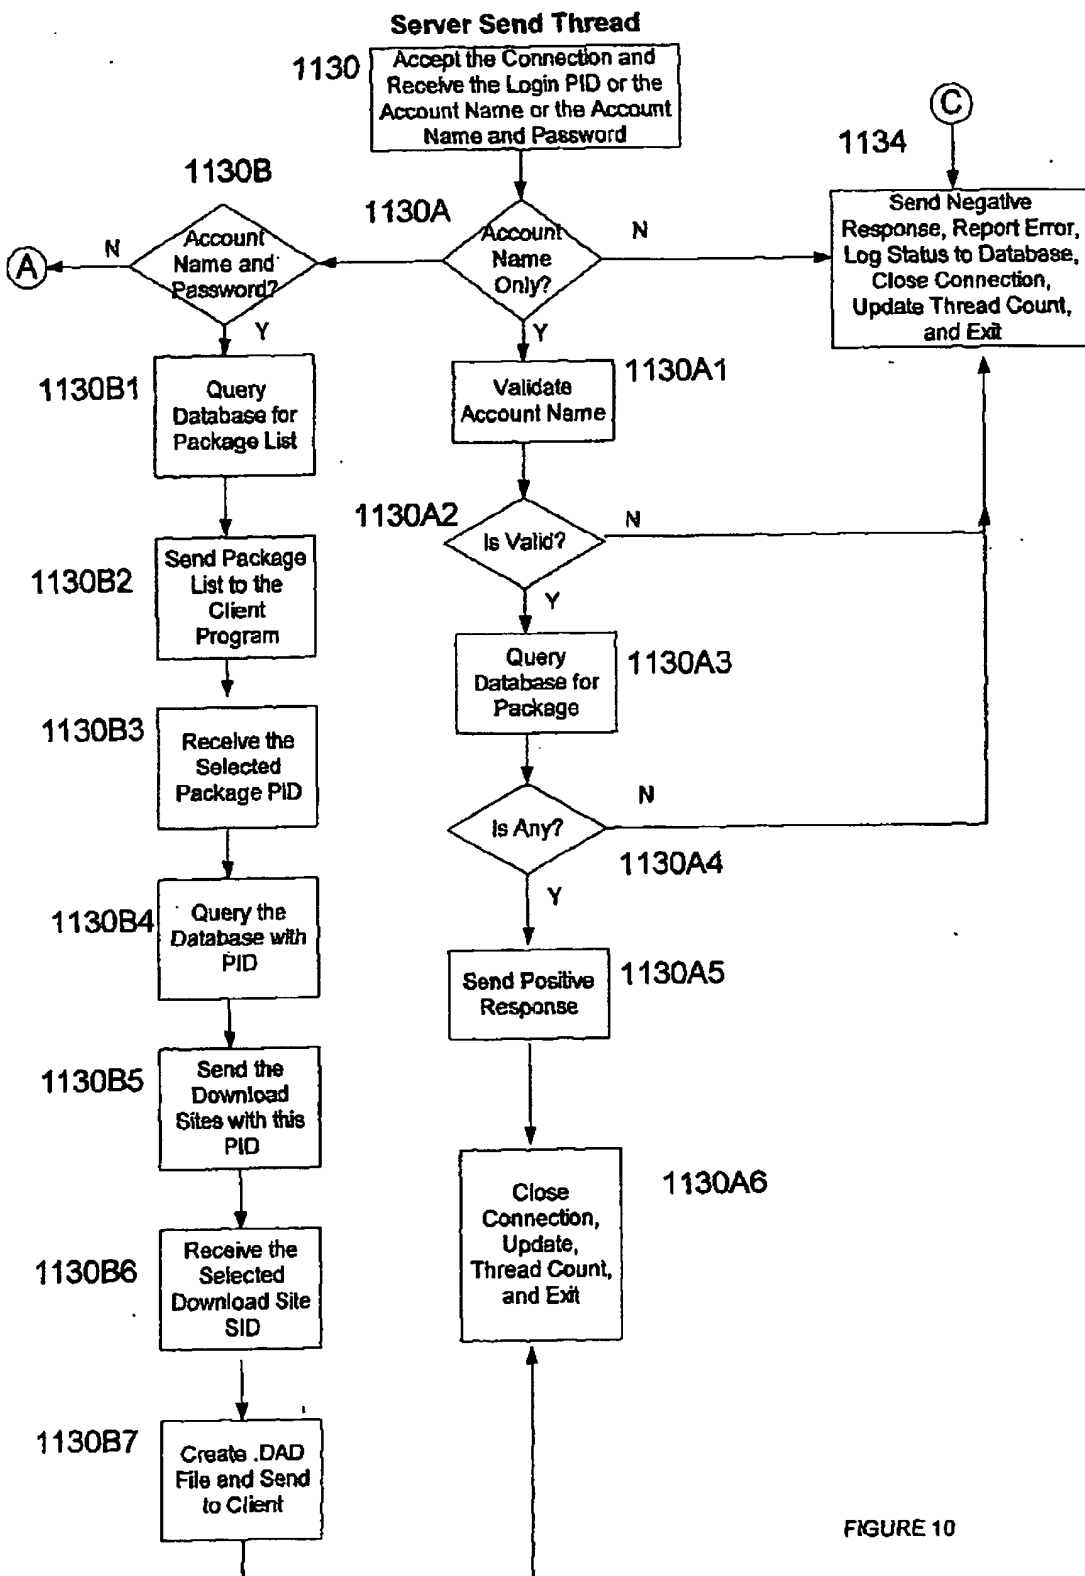 Server Send Thread
1130
Accept the Connection and
Receive the Login PID or the
Account Name or the Account
Name and Password
C
1134
Send Negative
Response, Report Error,
Log Status to Database,
Close Connection,
Update Thread Count,
and Exit
1130B
Account
Name and
Password?
N
A
Y
1130A
Account
Name
Only?
N
Y
1130B1
Query
Database for
Package List
1130A1
Validate
Account Name
1130A2
Is Valid?
N
Y
1130B2
Send Package
List to the
Client
Program
1130A3
Query
Database for
Package
1130B3
Receive the
Selected
Package PID
Is Any?
N
1130A4
Y
1130B4
Query the
Database with
PID
1130A5
Send Positive
Response
1130B5
Send the
Download
Sites with this
PID
1130A6
Close
Connection,
Update,
Thread Count,
and Exit
1130B6
Receive the
Selected
Download Site
SID
1130B7
Create .DAD
File and Send
to Client
FIGURE 10